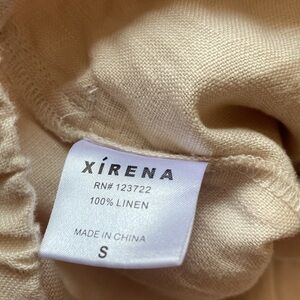 XÍRENA
RN# 123722
100% LINEN
MADE IN CHINA
S